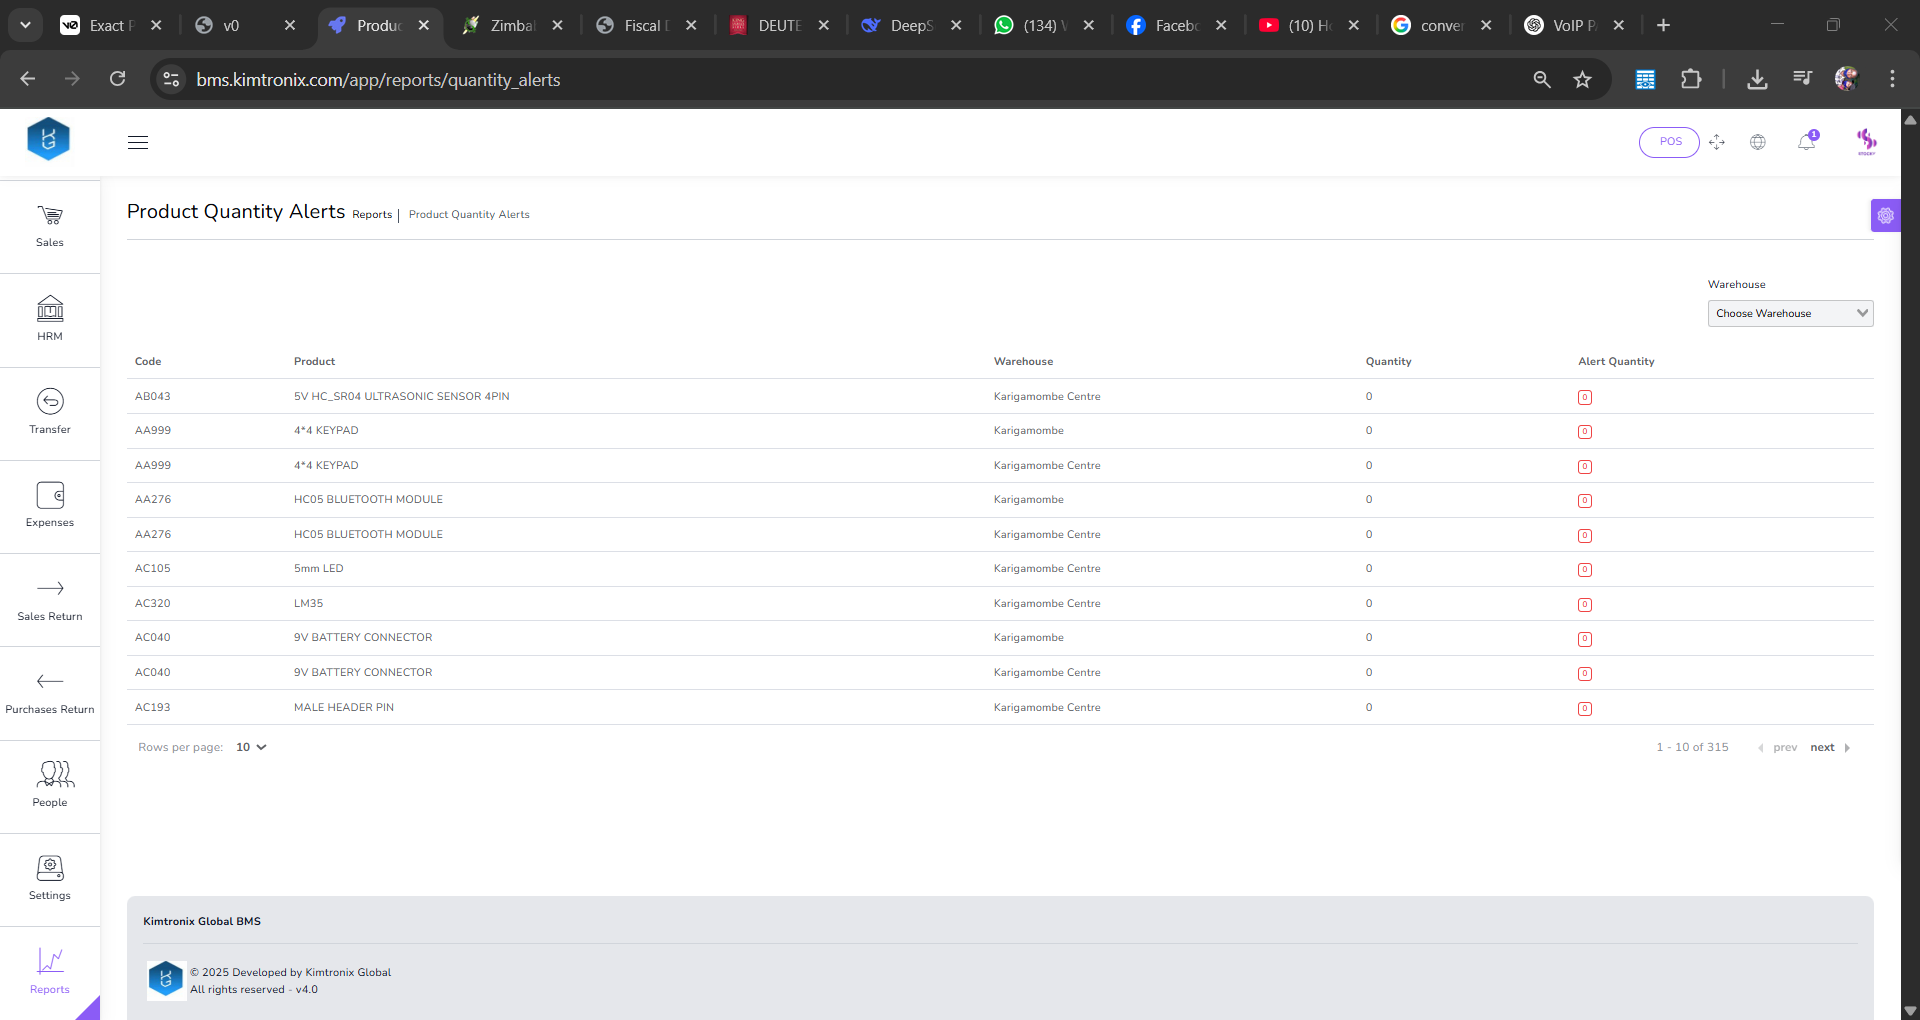 Exact P
v0
Produc
Zimbal
Fiscal D
DEUTE
DeepS
(134) V
Facebo
(10) Ho
conver
VoIP P
bms.kimtronix.com/app/reports/quantity_alerts
POS
1
Product Quantity Alerts Reports | Product Quantity Alerts
Sales
HRM
Transfer
Expenses
Sales Return
Purchases Return
People
Settings
Reports
Warehouse
Choose Warehouse
Code Product Warehouse Quantity Alert Quantity
AB043 5V HC_SR04 ULTRASONIC SENSOR 4PIN Karigamombe Centre 0 0
AA999 4*4 KEYPAD Karigamombe 0 0
AA999 4*4 KEYPAD Karigamombe Centre 0 0
AA276 HC05 BLUETOOTH MODULE Karigamombe 0 0
AA276 HC05 BLUETOOTH MODULE Karigamombe Centre 0 0
AC105 5mm LED Karigamombe Centre 0 0
AC320 LM35 Karigamombe Centre 0 0
AC040 9V BATTERY CONNECTOR Karigamombe 0 0
AC040 9V BATTERY CONNECTOR Karigamombe Centre 0 0
AC193 MALE HEADER PIN Karigamombe Centre 0 0
Rows per page: 10 1 - 10 of 315 prev next
Kimtronix Global BMS
© 2025 Developed by Kimtronix Global
All rights reserved - v4.0